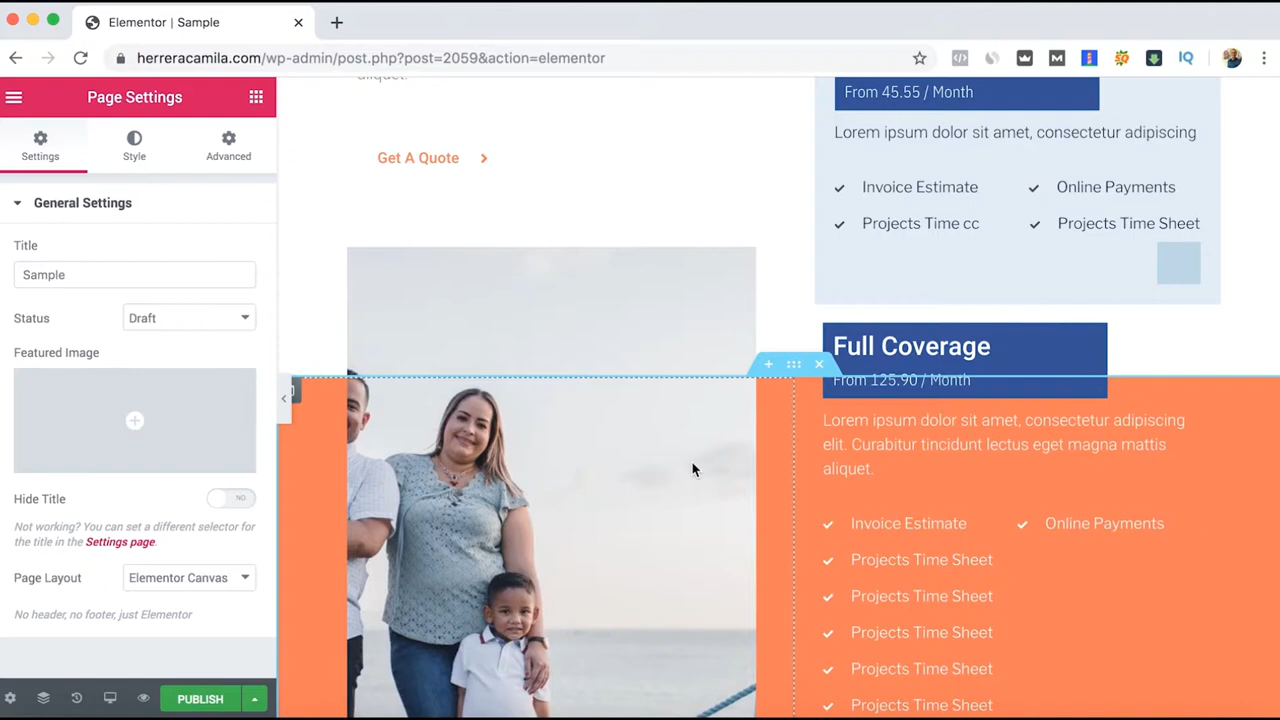 Elementor | Sample
herreracamila.com/wp-admin/post.php?post=2059&action=elementor
IQ
Page Settings
Settings
Style
Advanced
General Settings
Title
Sample
Status
Draft
Featured Image
Hide Title
NO
Not working? You can set a different selector for
the title in the Settings page.
Page Layout
Elementor Canvas
No header, no footer, just Elementor
PUBLISH
aliquet.
Get A Quote
From 45.55 / Month
Lorem ipsum dolor sit amet, consectetur adipiscing
Invoice Estimate
Online Payments
Projects Time cc
Projects Time Sheet
Full Coverage
From 125.90 / Month
Lorem ipsum dolor sit amet, consectetur adipiscing
elit. Curabitur tincidunt lectus eget magna mattis
aliquet.
Invoice Estimate
Online Payments
Projects Time Sheet
Projects Time Sheet
Projects Time Sheet
Projects Time Sheet
Projects Time Sheet